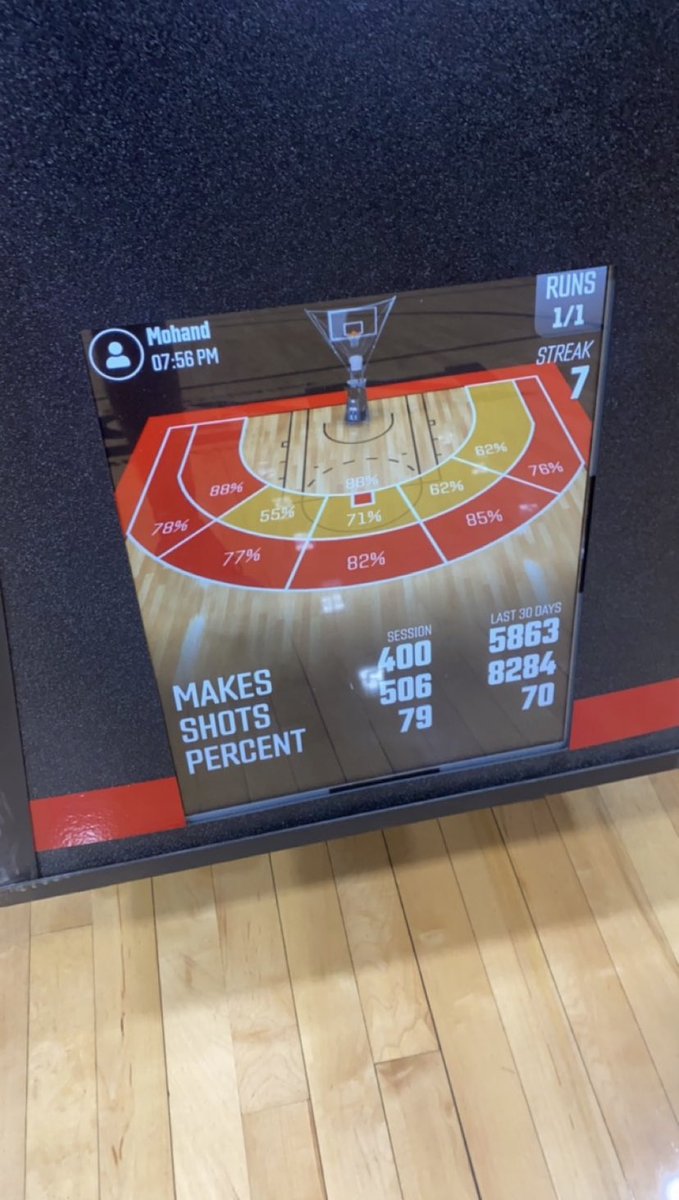 Mohand
07:56 PM
RUNS
1/1
STREAK
7
88%
88%
62%
78%
55%
71%
62%
76%
77%
82%
85%
SESSION
LAST 30 DAYS
MAKES 400 5863
SHOTS 506 8284
PERCENT 79 70